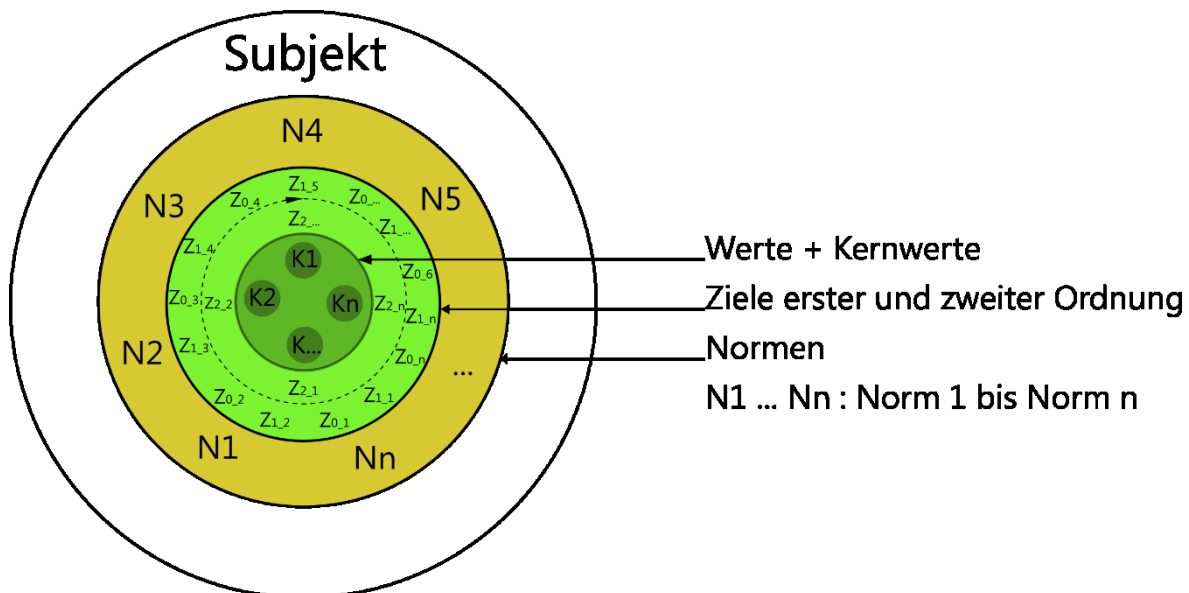 Subjekt
N4
N3
N5
N2
N1
Nn
...
Z1_5
Z0_4
Z0_...
Z2_...
Z1_...
Z1_4
Z0_6
Z0_3
Z2_2
Z2_n
Z1_n
Z1_3
Z0_n
Z0_2
Z2_1
Z1_1
Z1_2
Z0_1
K1
K2
Kn
K...
Werte + Kernwerte
Ziele erster und zweiter Ordnung
Normen
N1 ... Nn : Norm 1 bis Norm n